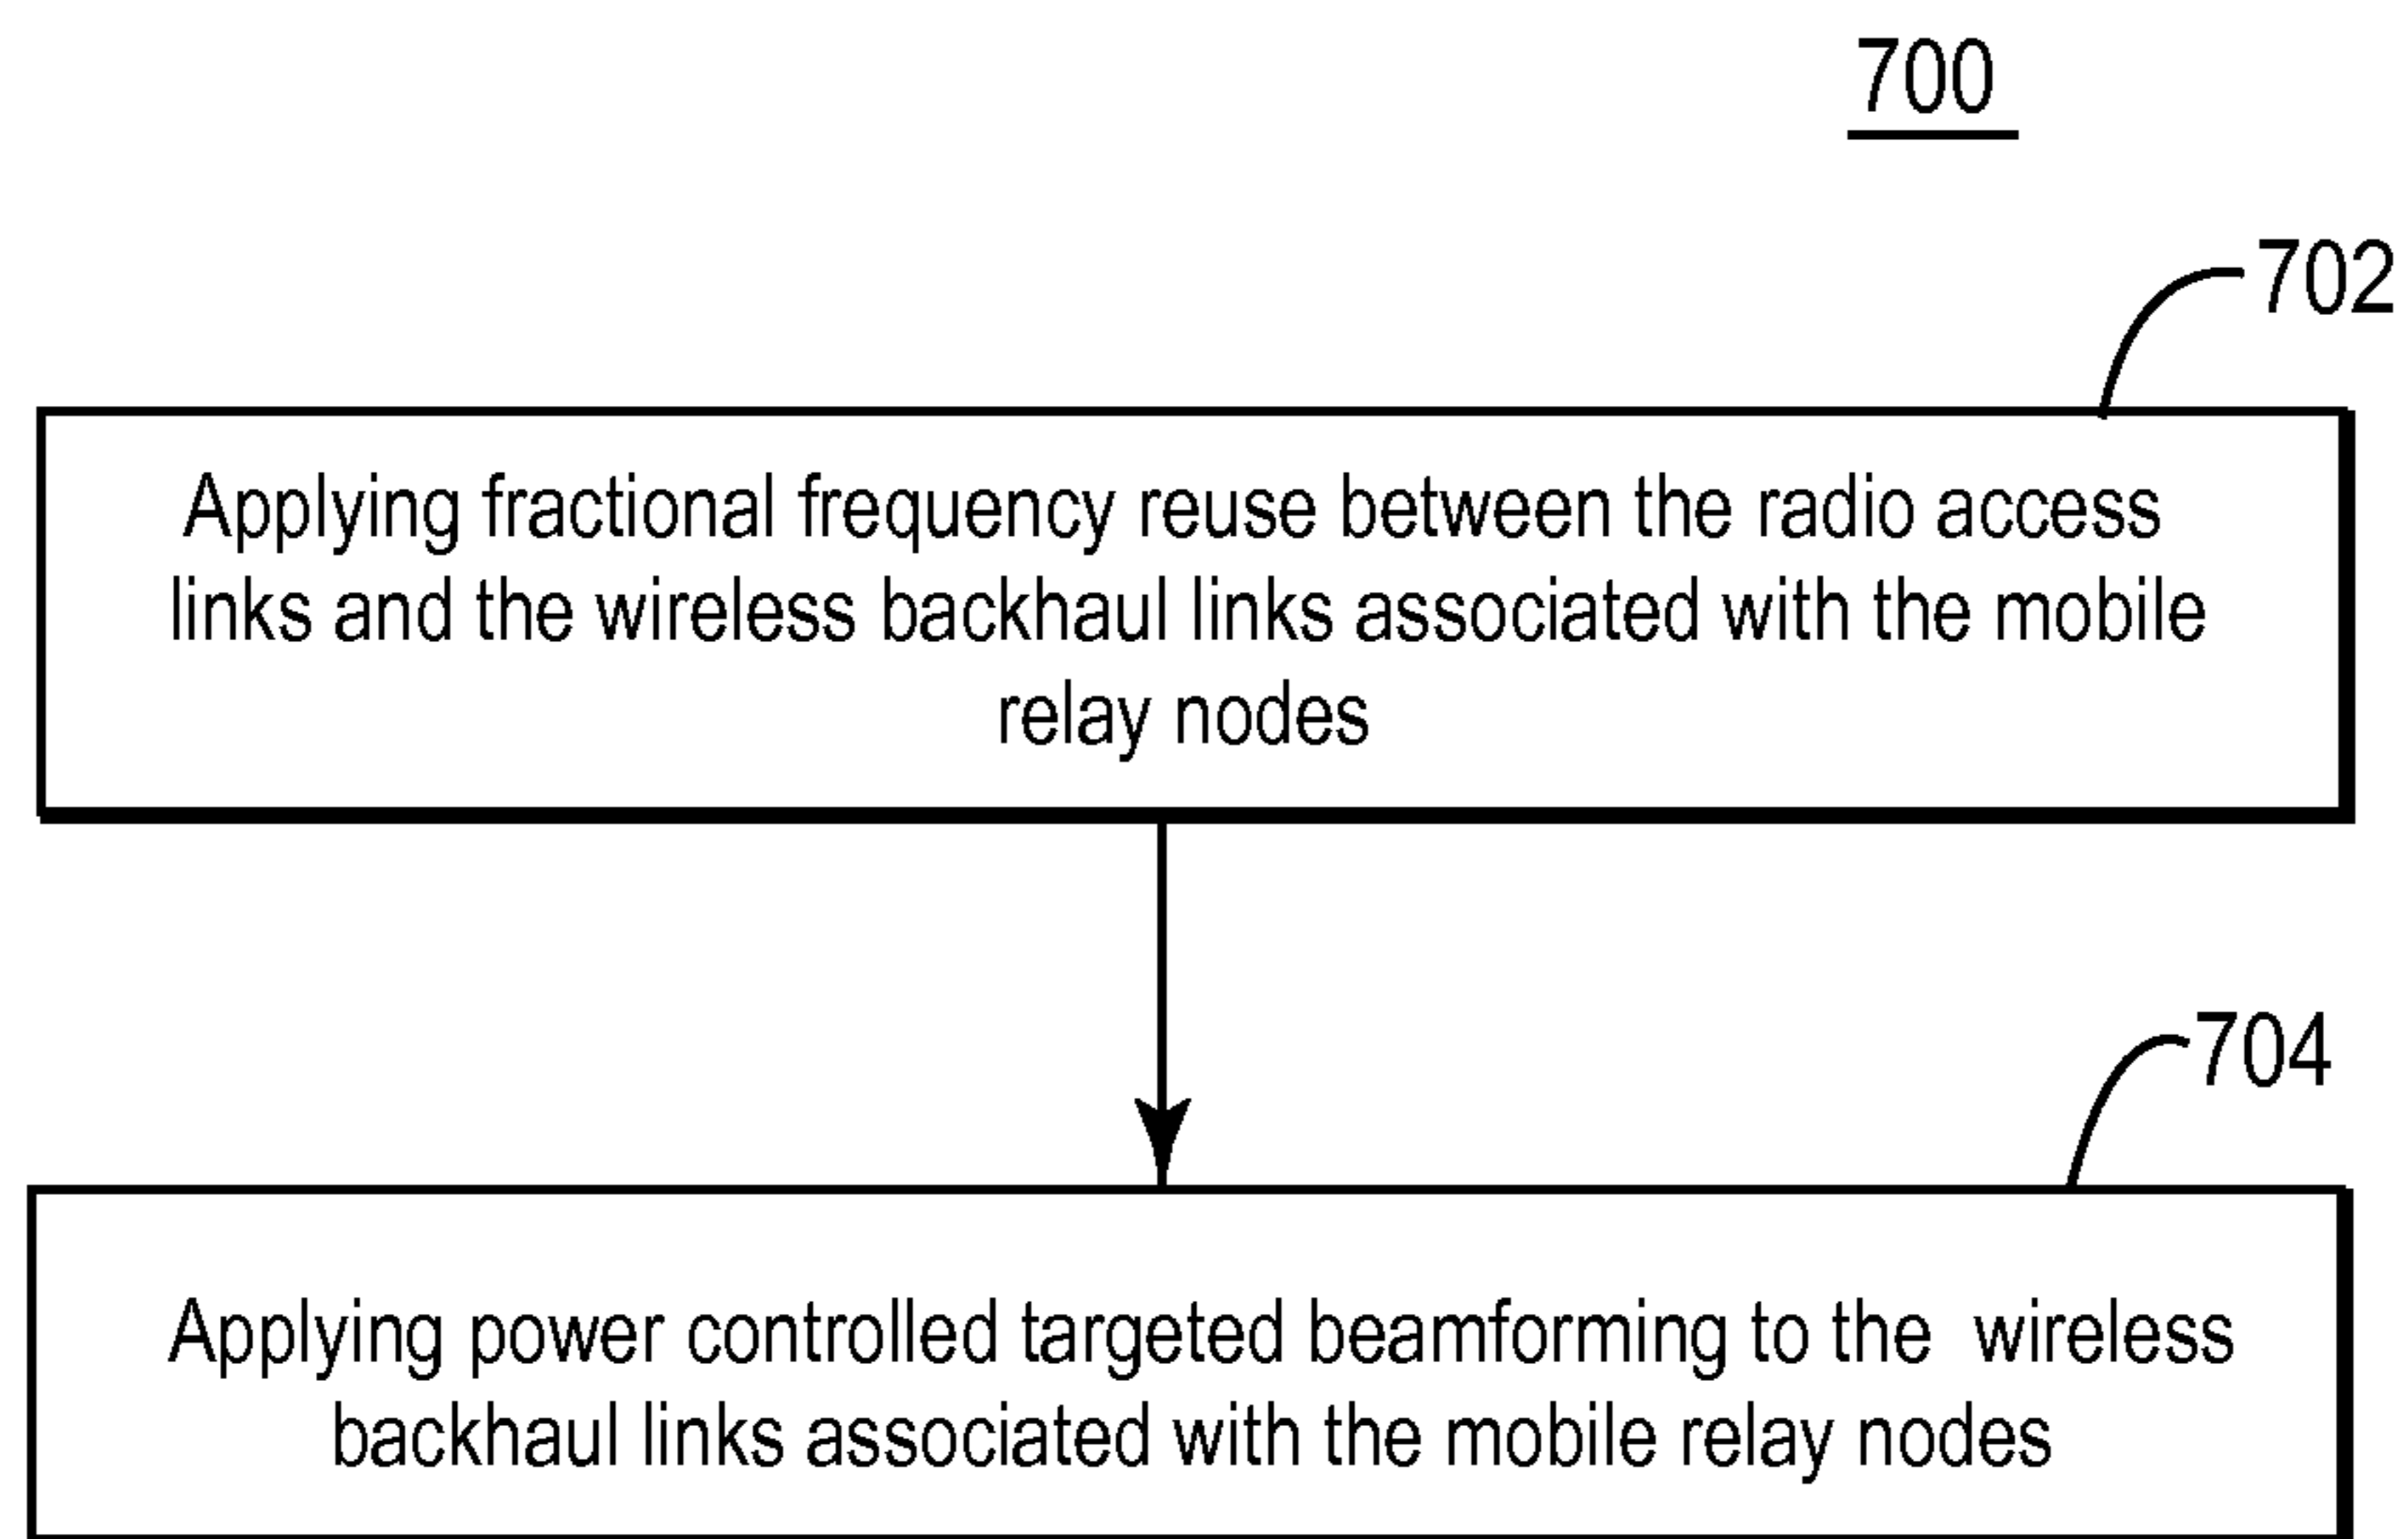 700
702
Applying fractional frequency reuse between the radio access
links and the wireless backhaul links associated with the mobile
relay nodes
704
Applying power controlled targeted beamforming to the wireless
backhaul links associated with the mobile relay nodes